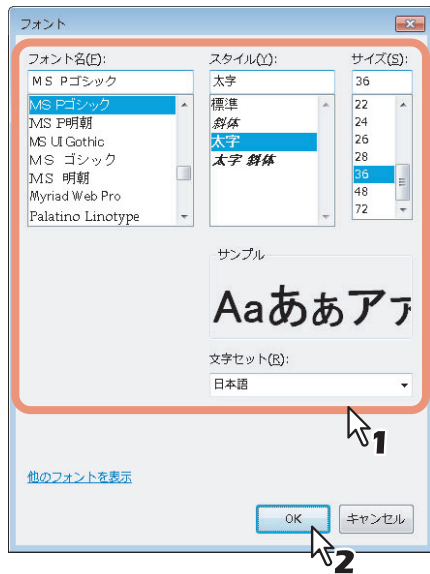 フォント
フォント名(F):
MS Pゴシック
MS Pゴシック
MS P明朝
MS UI Gothic
MS ゴシック
MS 明朝
Myriad Web Pro
Palatino Linotype
スタイル(Y):
太字
標準
斜体
太字
太字 斜体
サイズ(S):
36
22
24
26
28
36
48
72
サンプル
Aaあぁアァ
文字セット(R):
日本語
1
他のフォントを表示
OK
キャンセル
2